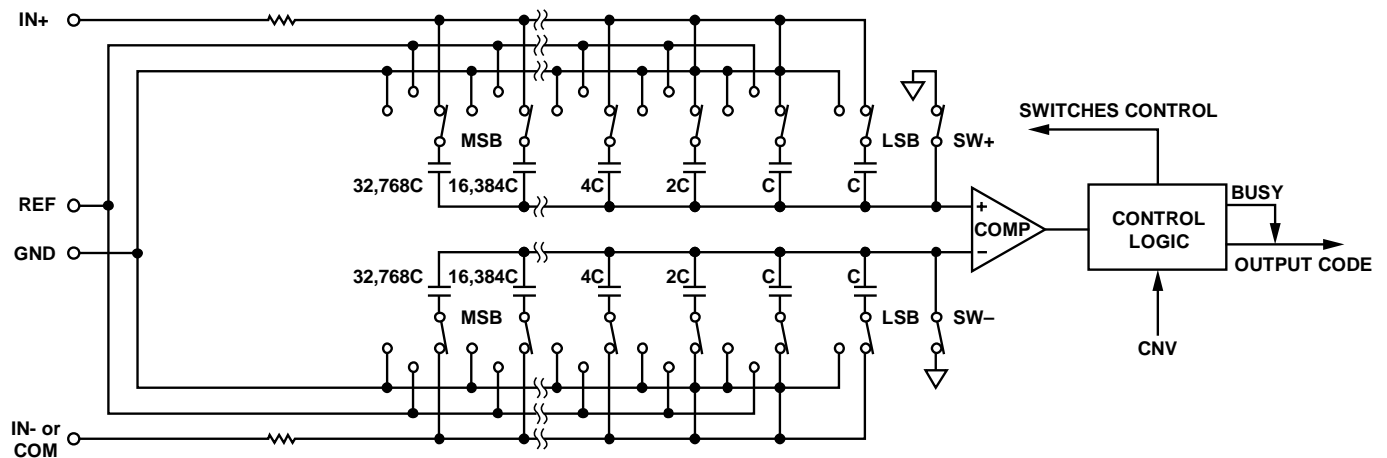 IN+
SWITCHES CONTROL
MSB
LSB
SW+
32,768C
16,384C
4C
2C
C
C
REF
BUSY
+
COMP
−
CONTROL
LOGIC
GND
OUTPUT CODE
32,768C
16,384C
4C
2C
C
C
MSB
LSB
SW–
CNV
IN- or
COM